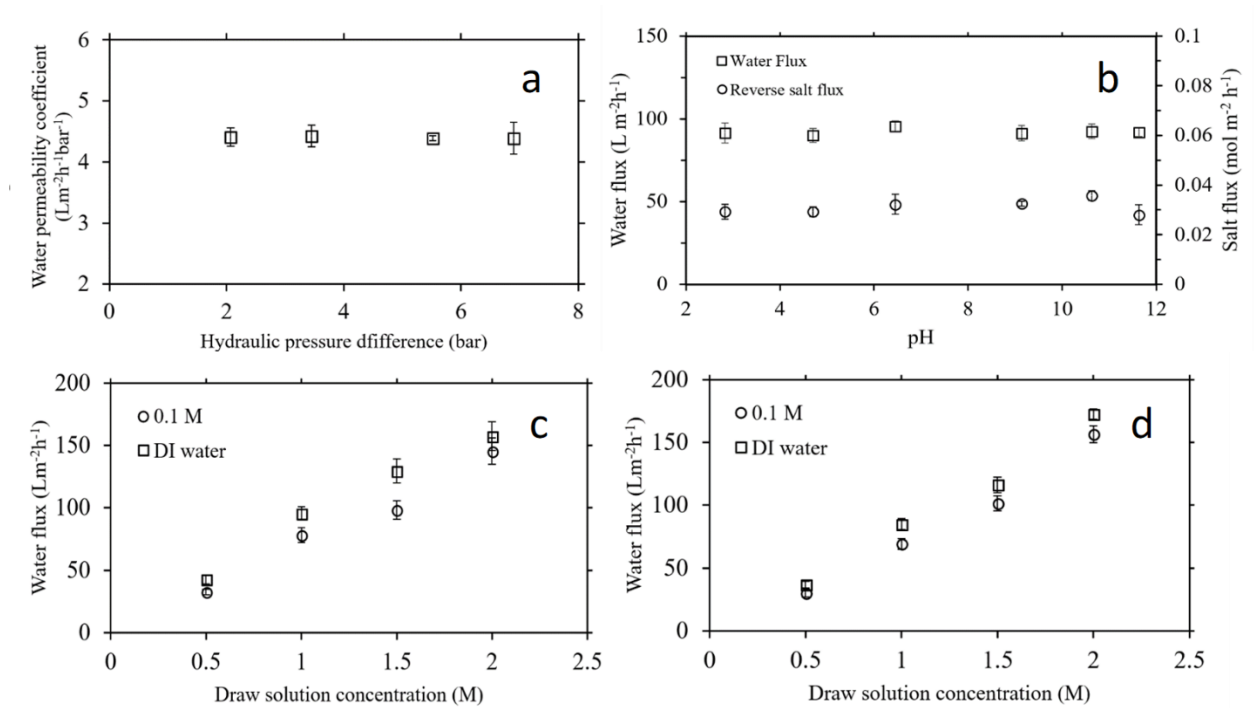 Water permeability coefficient
(Lm⁻²h⁻¹bar⁻¹)
6
5
4
3
2
0
2
4
6
8
Hydraulic pressure dfifference (bar)
a
Water flux (L m⁻²h⁻¹)
150
100
50
0
Water Flux
Reverse salt flux
b
0.1
0.08
0.06
0.04
0.02
0
Salt flux (mol m⁻² h⁻¹)
2
4
6
8
10
12
pH
Water flux (Lm⁻²h⁻¹)
200
150
100
50
0
0.1 M
DI water
c
0
0.5
1
1.5
2
2.5
Draw solution concentration (M)
Water flux (Lm⁻²h⁻¹)
200
150
100
50
0
0.1 M
DI water
d
0
0.5
1
1.5
2
2.5
Draw solution concentration (M)